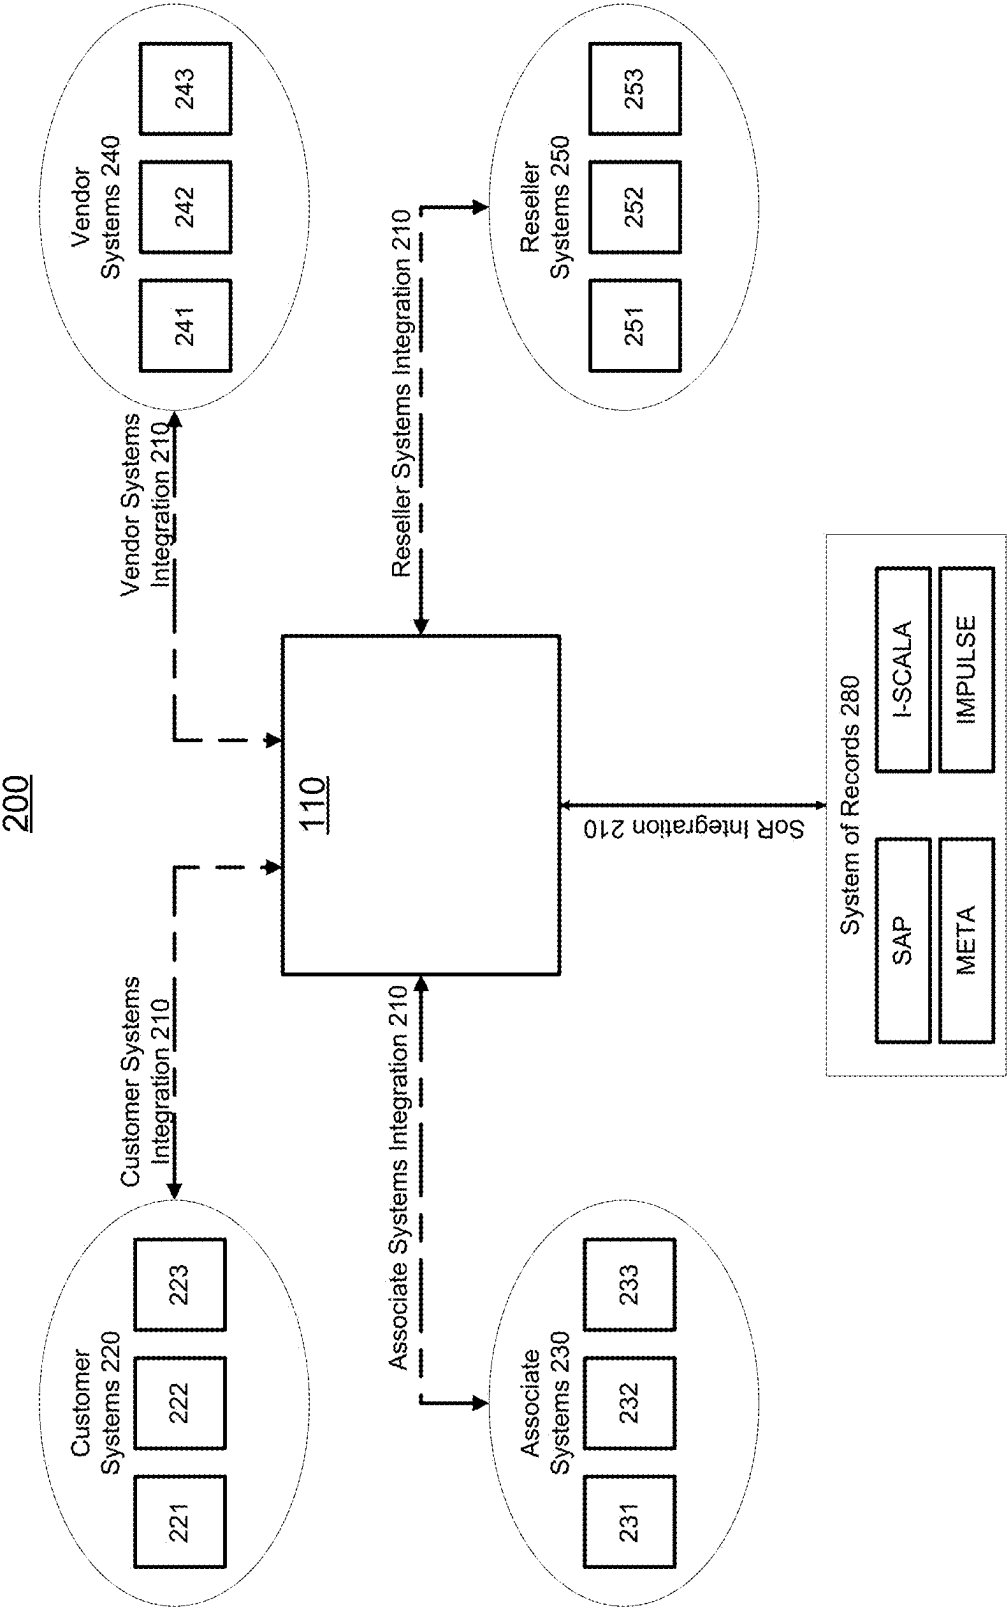 200
Customer
Systems 220
221
222
223
Customer Systems
Integration 210
Vendor Systems
Integration 210
Vendor
Systems 240
241
242
243
110
Associate Systems Integration 210
Reseller Systems Integration 210
Associate
Systems 230
231
232
233
SoR Integration 210
Reseller
Systems 250
251
252
253
System of Records 280
SAP
I-SCALA
META
IMPULSE